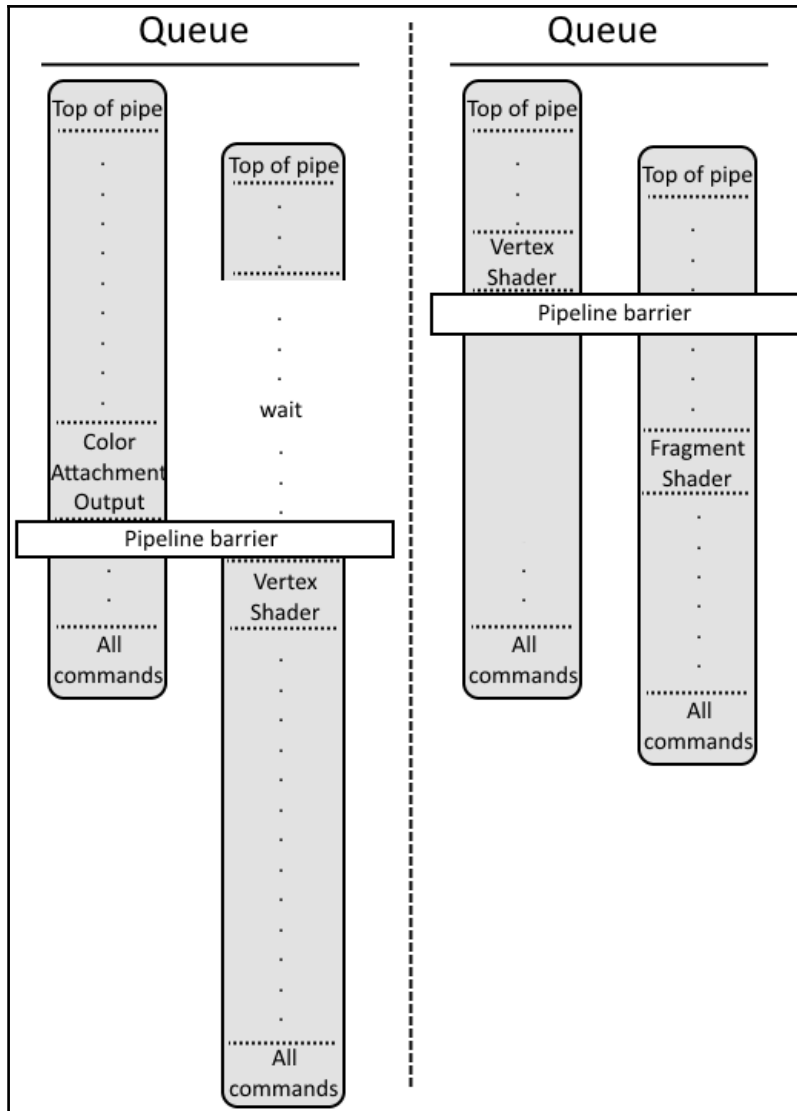 Queue
Top of pipe
Color
Attachment
Output
Pipeline barrier
All
commands
Top of pipe
wait
Vertex
Shader
All
commands
Queue
Top of pipe
Vertex
Shader
Pipeline barrier
All
commands
Top of pipe
Fragment
Shader
All
commands